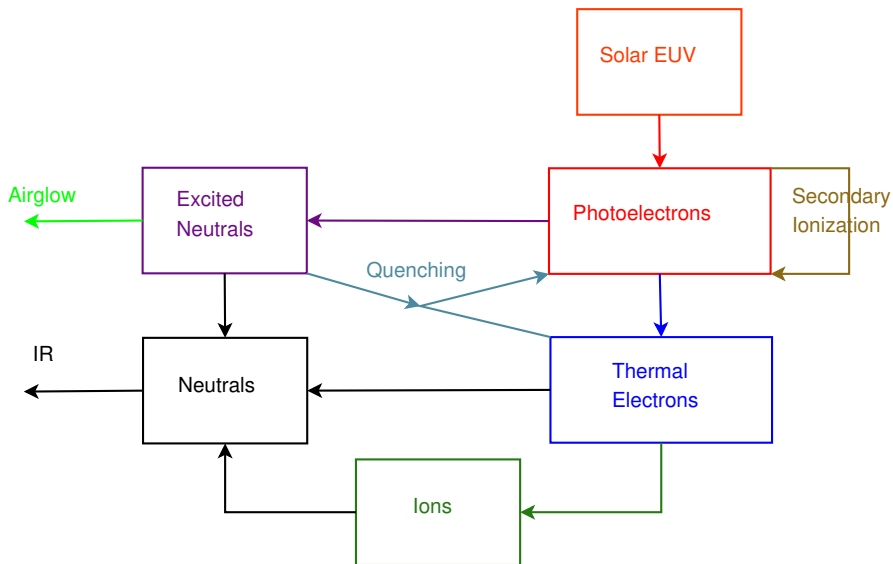 Solar EUV
Airglow
Excited
Neutrals
Photoelectrons
Secondary
Ionization
Quenching
IR
Neutrals
Thermal
Electrons
Ions